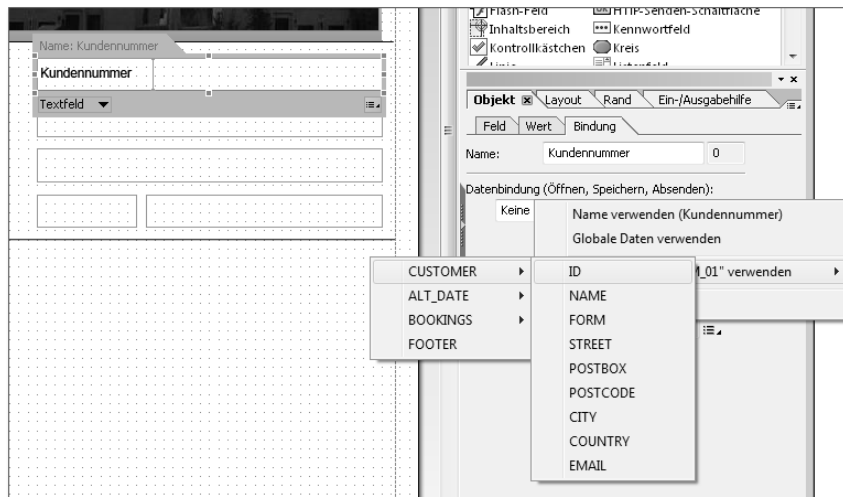 Flash-Feld HTTP-Senden-Schaltfläche
Inhaltsbereich Kennwortfeld
Kontrollkästchen Kreis
Name: Kundennummer
Kundennummer
Textfeld
Objekt Layout Rand Ein-/Ausgabehilfe
Feld Wert Bindung
Name: Kundennummer 0
Datenbindung (Öffnen, Speichern, Absenden):
Keine
Name verwenden (Kundennummer)
Globale Daten verwenden
_01" verwenden
CUSTOMER
ALT_DATE
BOOKINGS
FOOTER
ID
NAME
FORM
STREET
POSTBOX
POSTCODE
CITY
COUNTRY
EMAIL